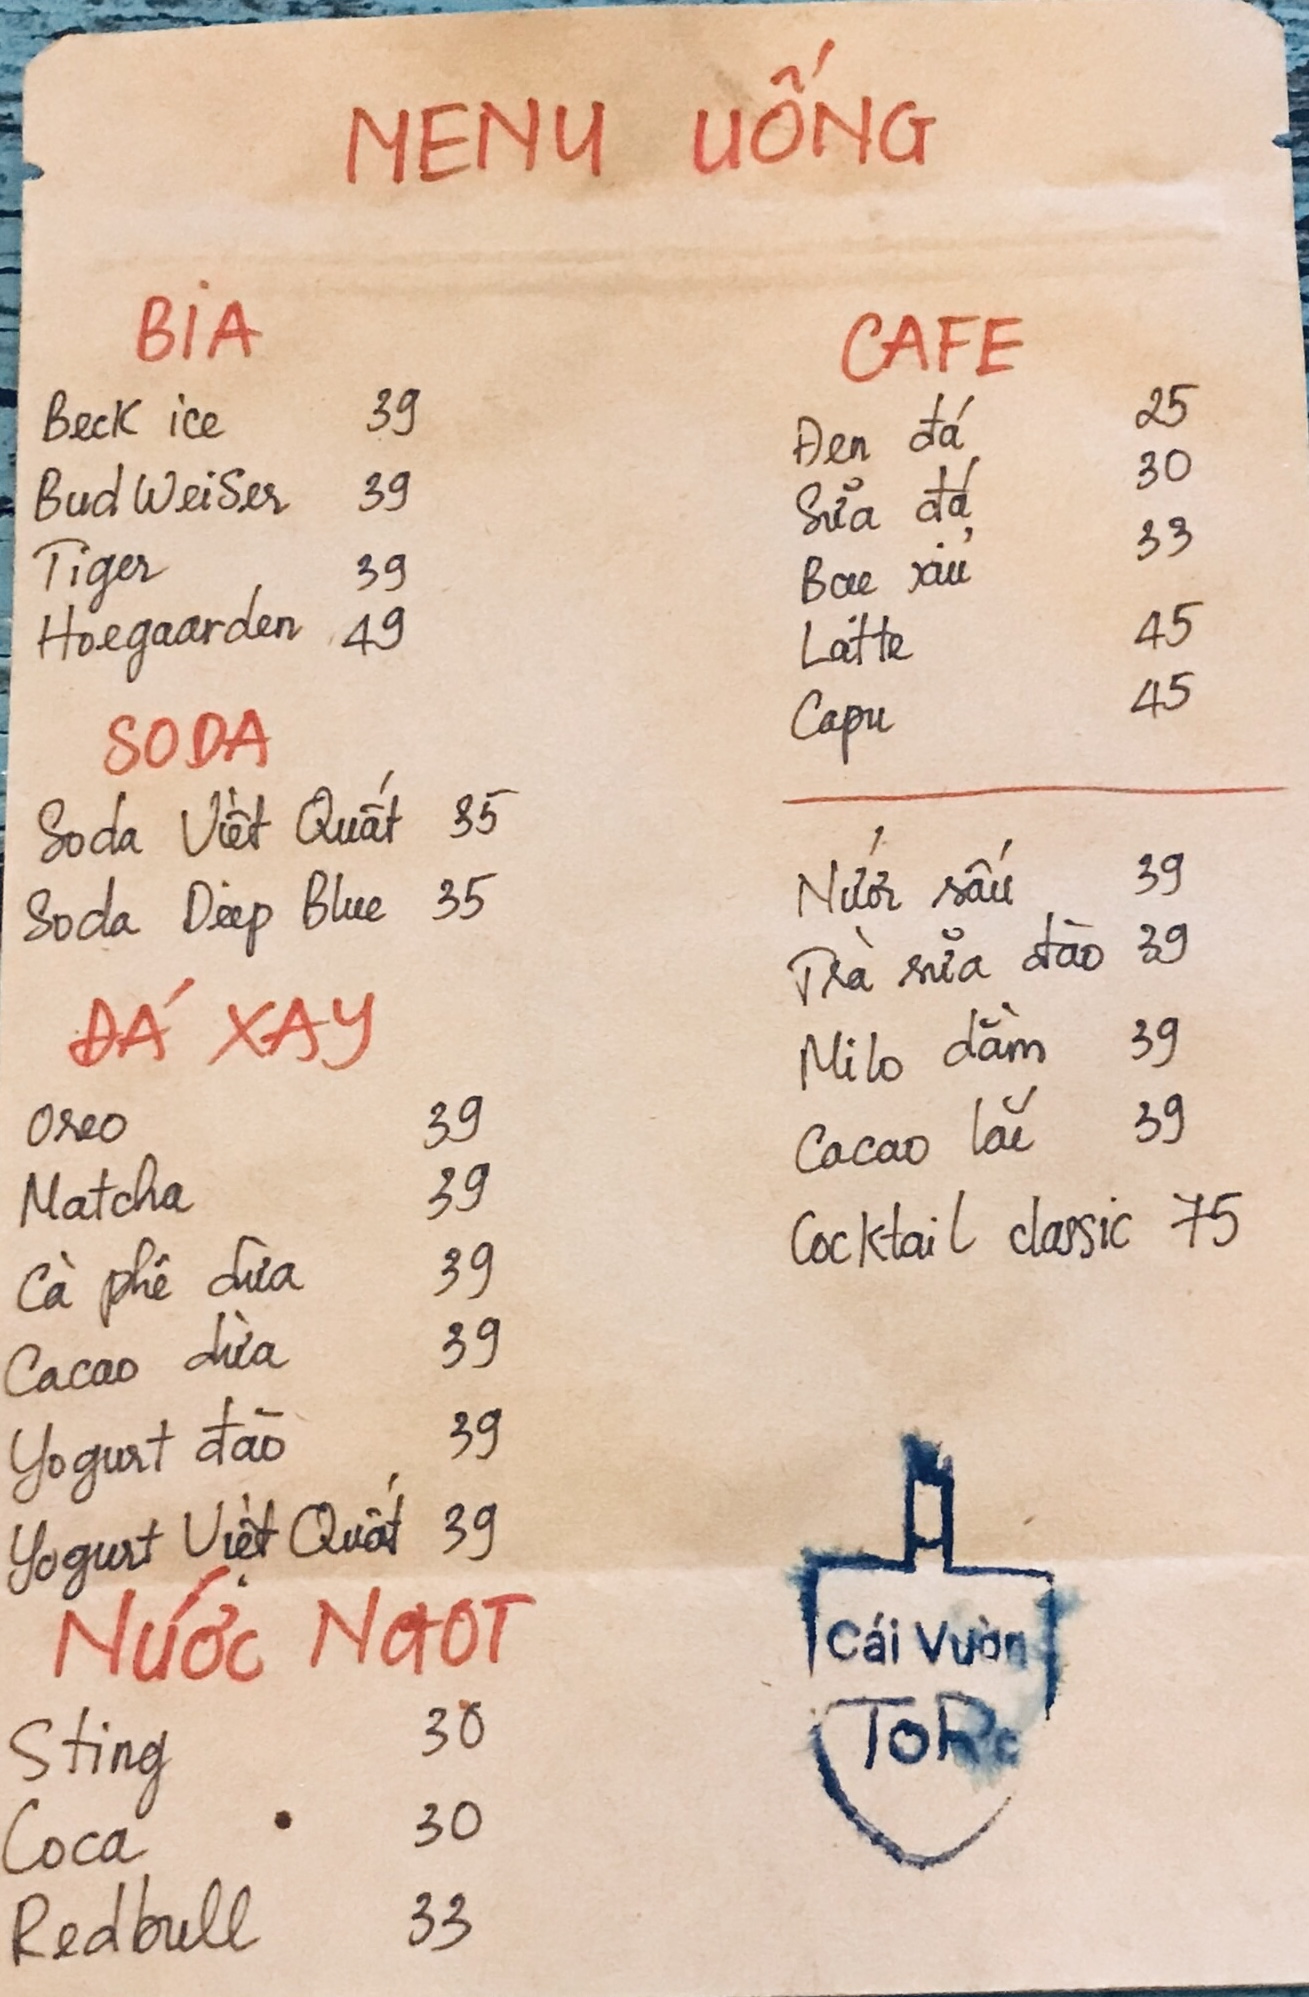 MENU UỐNG
BIA
Beck ice 39
BudWeiSer 39
Tiger 39
Hoegaarden 49
SODA
Soda Việt Quất 35
Soda Deep Blue 35
ĐÁ XAY
Oreo 39
Matcha 39
Cà phê dừa 39
Cacao dừa 39
Yogurt đào 39
Yogurt Việt Quất 39
NƯỚC NGỌT
Sting 30
Coca 30
Redbull 33
CAFE
Đen đá 25
Sữa đá 30
Bạc xỉu 33
Latte 45
Capu 45
Nước sấu 39
Trà sữa đào 39
Milo dầm 39
Cacao lắc 39
Cocktail classic 75
Cái Vườn